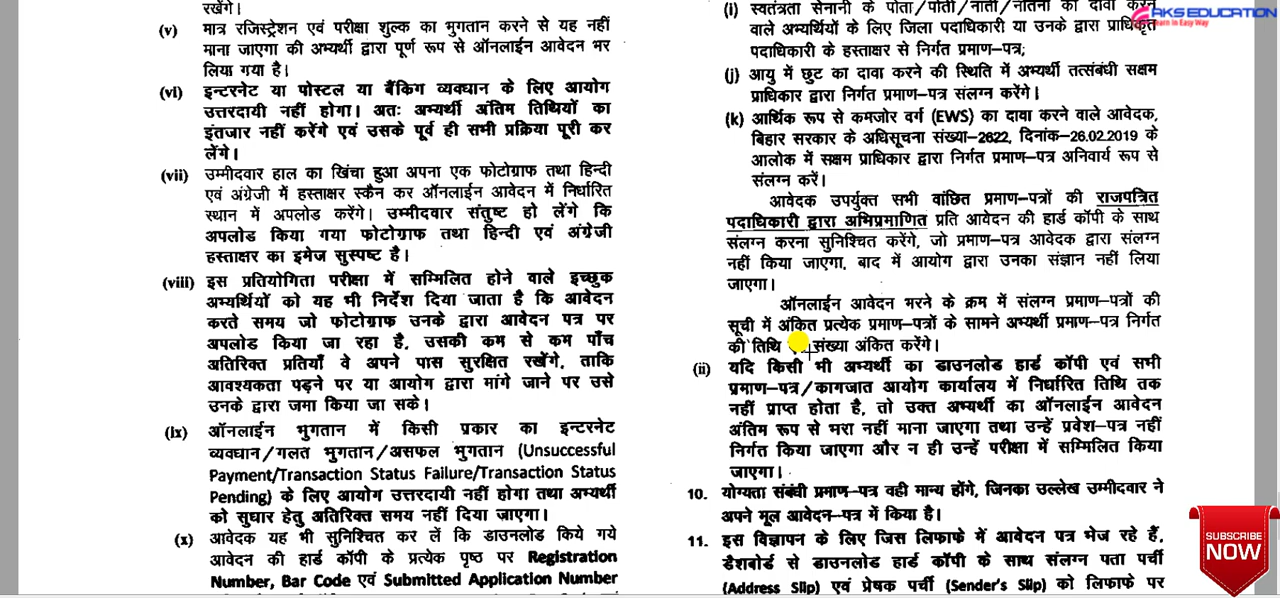 रखेंगे।
(v) मात्र रजिस्ट्रेशन एवं परीक्षा शुल्क का भुगतान करने से यह नहीं
माना जाएगा की अभ्यर्थी द्वारा पूर्ण रूप से ऑनलाईन आवेदन भर
लिया गया है।
(vi) इन्टरनेट या पोस्टल या बैंकिग व्यवधान के लिए आयोग
उत्तरदायी नहीं होगा। अतः अभ्यर्थी अंतिम तिथियों का
इंतजार नहीं करेंगे एवं उसके पूर्व ही सभी प्रक्रिया पूरी कर
लेंगे।
(vii) उम्मीदवार हाल का खिंचा हुआ अपना एक फोटोग्राफ तथा हिन्दी
एवं अंग्रेजी में हस्ताक्षर स्कैन कर ऑनलाईन आवेदन में निर्धारित
स्थान में अपलोड करेंगे। उम्मीदवार संतुष्ट हो लेंगे कि
अपलोड किया गया फोटोग्राफ तथा हिन्दी एवं अंग्रेजी
हस्ताक्षर का इमेज सुस्पष्ट है।
(viii) इस प्रतियोगिता परीक्षा में सम्मिलित होने वाले इच्छुक
अभ्यर्थियों को यह भी निर्देश दिया जाता है कि आवेदन
करते समय जो फोटोग्राफ उनके द्वारा आवेदन पत्र पर
अपलोड किया जा रहा है, उसकी कम से कम पाँच
अतिरिक्त प्रतियाँ वे अपने पास सुरक्षित रखेंगे, ताकि
आवश्यकता पड़ने पर या आयोग द्वारा मांगे जाने पर उसे
उनके द्वारा जमा किया जा सके।
(ix) ऑनलाईन भुगतान में किसी प्रकार का इन्टरनेट
व्यवधान/गलत भुगतान/असफल भुगतान (Unsuccessful
Payment/Transaction Status Failure/Transaction Status
Pending) के लिए आयोग उत्तरदायी नहीं होगा तथा अभ्यर्थी
को सुधार हेतु अतिरिक्त समय नहीं दिया जाएगा।
(x) आवेदक यह भी सुनिश्चित कर लें कि डाउनलोड किये गये
आवेदन की हार्ड कॉपी के प्रत्येक पृष्ठ पर Registration
Number, Bar Code एवं Submitted Application Number
(i) स्वतंत्रता सेनानी के पोता/पोती/नाती/नतिनी का दावा करने
वाले अभ्यर्थियों के लिए जिला पदाधिकारी या उनके द्वारा प्राधिकृत
पदाधिकारी के हस्ताक्षर से निर्गत प्रमाण–पत्र;
(j) आयु में छुट का दावा करने की स्थिति में अभ्यर्थी तत्संबंधी सक्षम
प्राधिकार द्वारा निर्गत प्रमाण–पत्र संलग्न करेंगे।
(k) आर्थिक रूप से कमजोर वर्ग (EWS) का दावा करने वाले आवेदक,
बिहार सरकार के अधिसूचना संख्या–2622, दिनांक–26.02.2019 के
आलोक में सक्षम प्राधिकार द्वारा निर्गत प्रमाण–पत्र अनिवार्य रूप से
संलग्न करें।
आवेदक उपर्युक्त सभी वांछित प्रमाण–पत्रों की राजपत्रित
पदाधिकारी द्वारा अभिप्रमाणित प्रति आवेदन की हार्ड कॉपी के साथ
संलग्न करना सुनिश्चित करेंगे, जो प्रमाण–पत्र आवेदक द्वारा संलग्न
नहीं किया जाएगा, बाद में आयोग द्वारा उनका संज्ञान नहीं लिया
जाएगा।
ऑनलाईन आवेदन भरने के क्रम में संलग्न प्रमाण–पत्रों की
सूची में अंकित प्रत्येक प्रमाण–पत्रों के सामने अभ्यर्थी प्रमाण–पत्र निर्गत
की तिथि संख्या अंकित करेंगे।
(ii) यदि किसी भी अभ्यर्थी का डाउनलोड हार्ड कॉपी एवं सभी
प्रमाण–पत्र/कागजात आयोग कार्यालय में निर्धारित तिथि तक
नहीं प्राप्त होता है, तो उक्त अभ्यर्थी का ऑनलाईन आवेदन
अंतिम रूप से भरा नहीं माना जाएगा तथा उन्हें प्रवेश–पत्र नहीं
निर्गत किया जाएगा और न ही उन्हें परीक्षा में सम्मिलित किया
जाएगा।
10. योग्यता संबंधी प्रमाण–पत्र वही मान्य होंगे, जिनका उल्लेख उम्मीदवार ने
अपने मूल आवेदन–पत्र में किया है।
11. इस विज्ञापन के लिए जिस लिफाफे में आवेदन पत्र भेज रहे हैं,
डैशबोर्ड से डाउनलोड हार्ड कॉपी के साथ संलग्न पता पर्ची
(Address Slip) एवं प्रेषक पर्ची (Sender's Slip) को लिफाफे पर
RKS EDUCATION
Learn in Easy Way
SUBSCRIBE
NOW